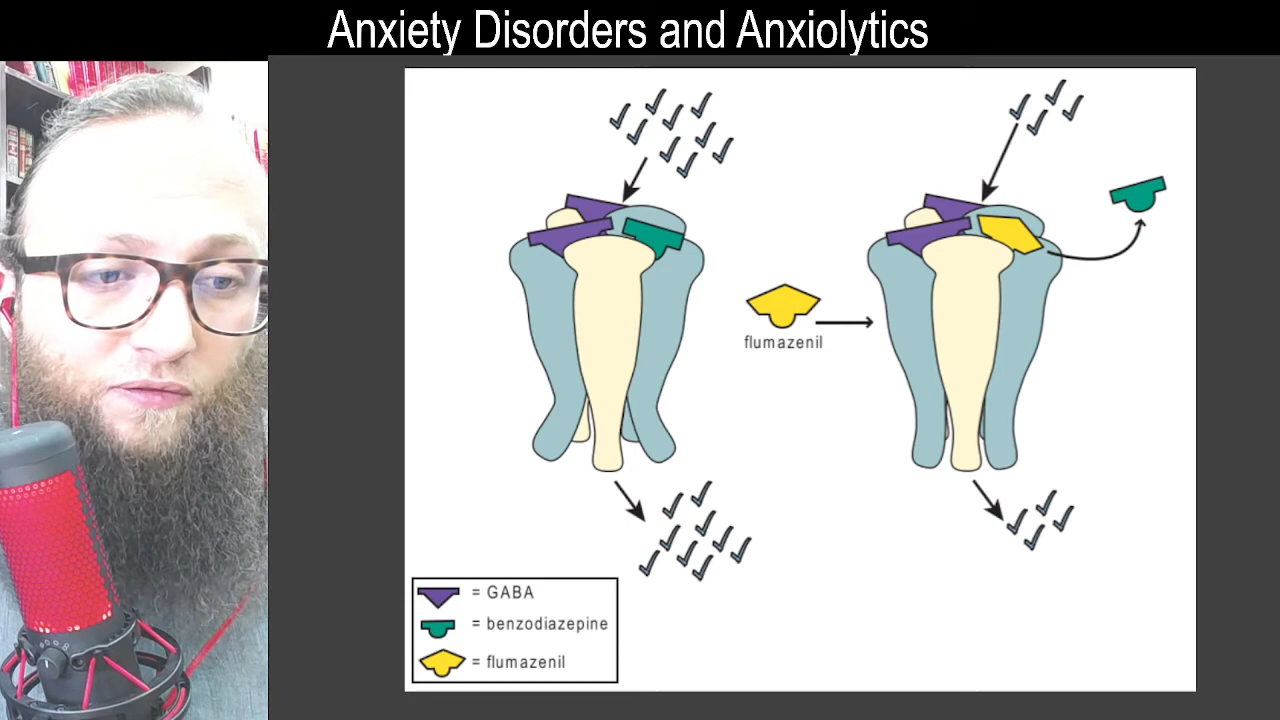 Anxiety Disorders and Anxiolytics
flumazenil
= GABA
= benzodiazepine
= flumazenil